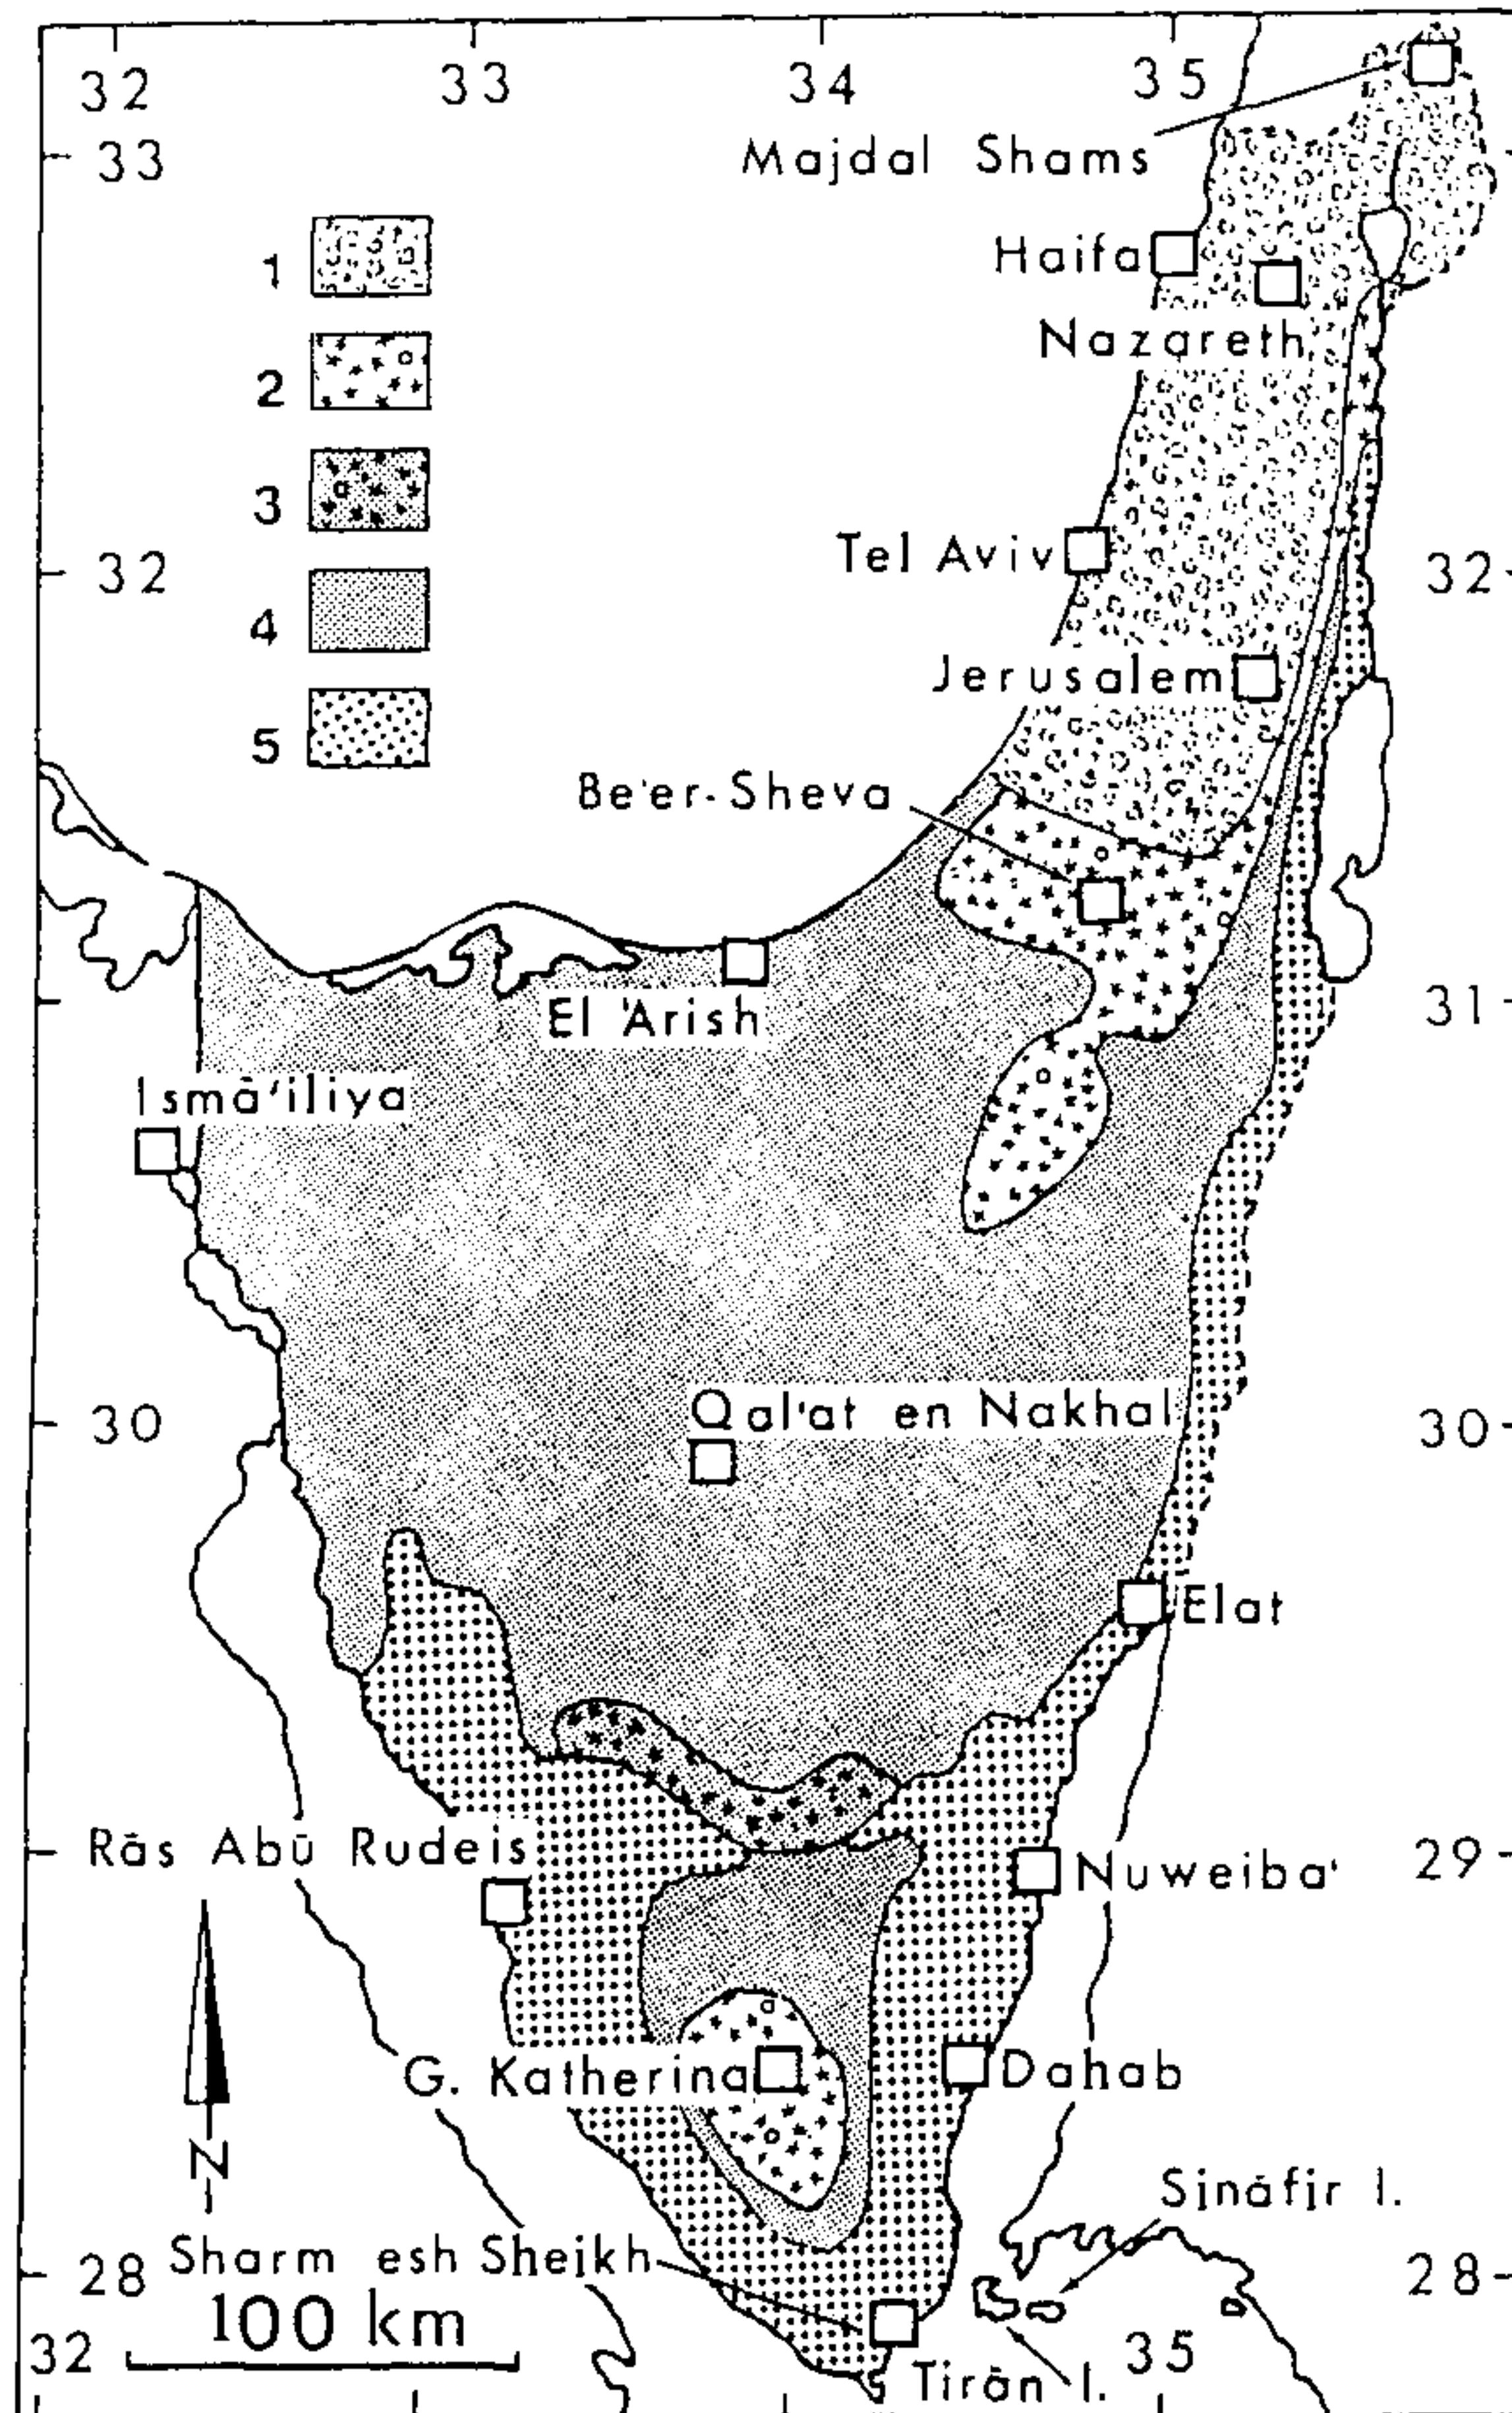 32 33 34 35
33
Majdal Shams
1
Haifa
Nazareth
2
3
Tel Aviv
32 32
4
Jerusalem
5
Be'er-Sheva
El 'Arish
31
Ismā'iliya
Qal'at en Nakhal
30 30
Elat
Rās Abū Rudeis
29
Nuweiba'
G. Katherina
Dahab
N
Sināfir I.
28 Sharm esh Sheikh 28
100 km
32 35
Tirān I.